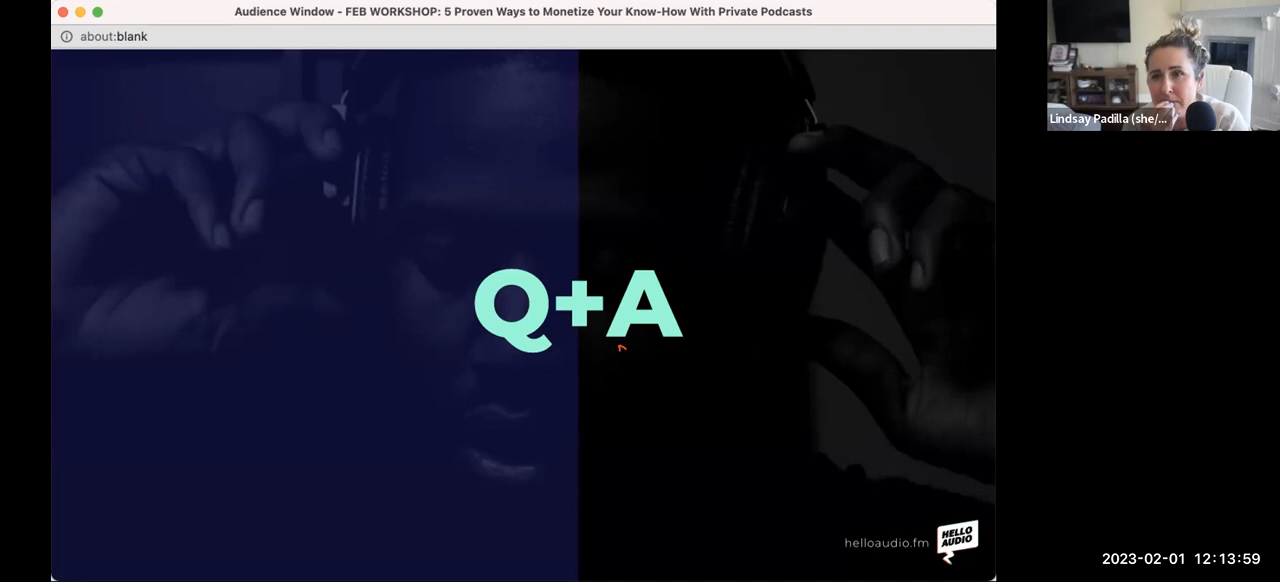 Audience Window - FEB WORKSHOP: 5 Proven Ways to Monetize Your Know-How With Private Podcasts
about:blank
Lindsay Padilla (she/...
Q+A
helloaudio.fm
HELLO
AUDIO
2023-02-01 12:13:59